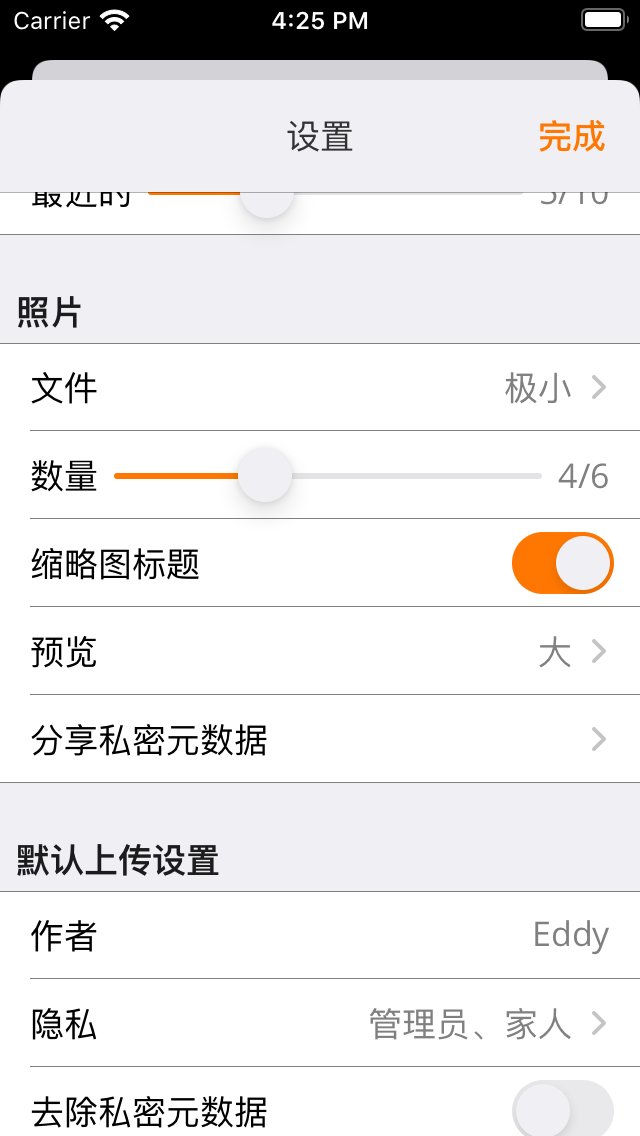 Carrier 4:25 PM
设置 完成
最近的 5/10
照片
文件 极小
数量 4/6
缩略图标题
预览 大
分享私密元数据
默认上传设置
作者 Eddy
隐私 管理员、家人
去除私密元数据